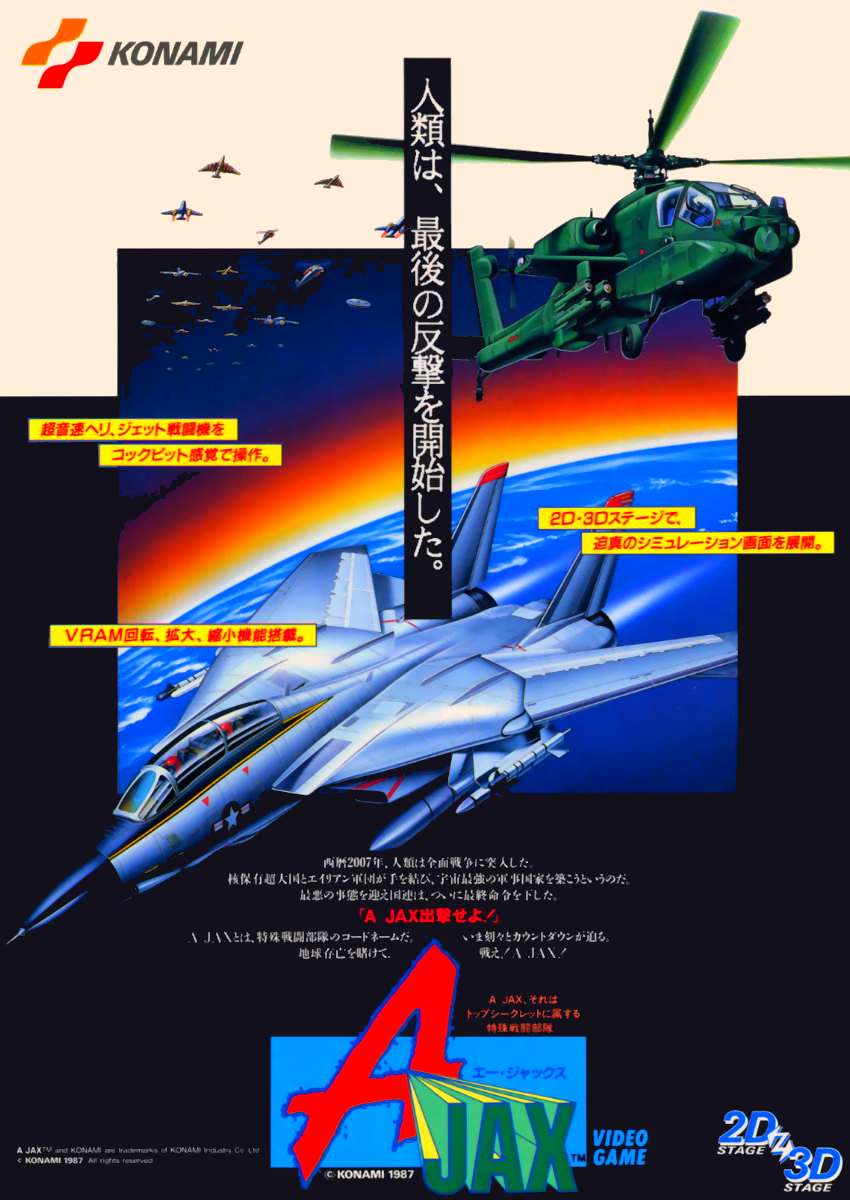 KONAMI
人類は、最後の反撃を開始した。
超音速ヘリ、ジェット戦闘機を
コックピット感覚で操作。
2D・3Dステージで、
迫真のシミュレーション画面を展開。
VRAM回転、拡大、縮小機能搭載。
西暦2007年、人類は全面戦争に突入した。
核保有超大国とエイリアン軍団が手を結び、宇宙最強の軍事国家を築こうというのだ。
最悪の事態を迎え国連は、ついに最終命令を下した。
「A JAX出撃せよ!」
A JAXとは、特殊戦闘部隊のコードネームだ。 いま刻々とカウントダウンが迫る。
地球存亡を賭けて、 戦え!A JAX!
A JAX、それは
トップシークレットに属する
特殊戦闘部隊
エー・ジャックス
A JAX™
VIDEO GAME
© KONAMI 1987
A JAX™ and KONAMI are trademarks of KONAMI Industry Co Ltd
© KONAMI 1987 All rights reserved
2D STAGE
3D STAGE